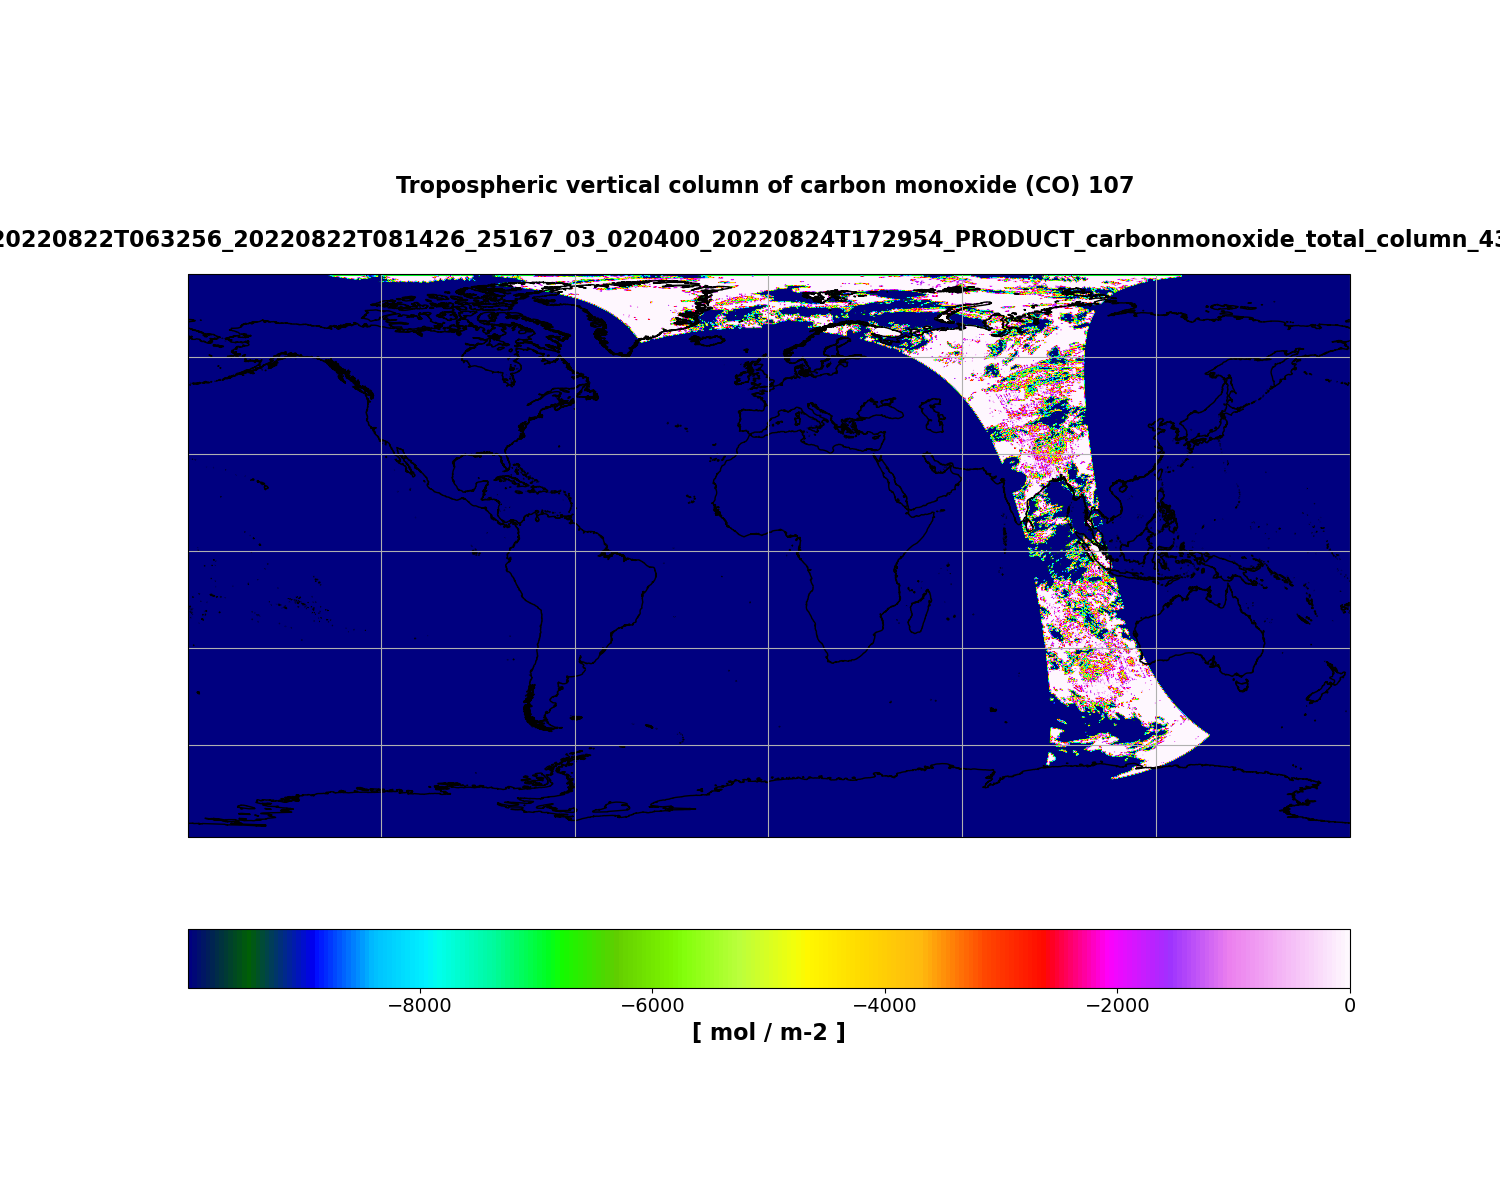 Tropospheric vertical column of carbon monoxide (CO) 107
20220822T063256_20220822T081426_25167_03_020400_20220824T172954_PRODUCT_carbonmonoxide_total_column_43
−8000 −6000 −4000 −2000 0
[ mol / m-2 ]